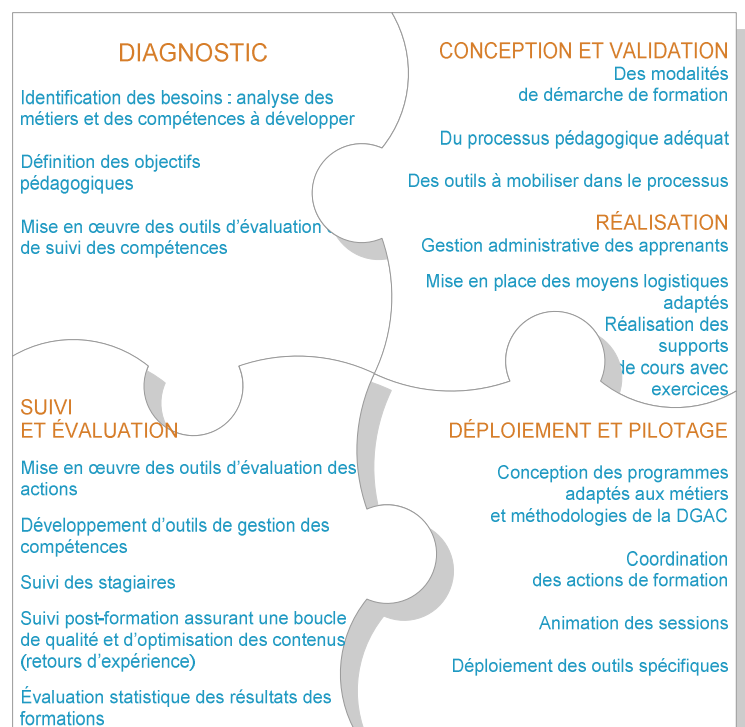 DIAGNOSTIC
Identification des besoins : analyse des
métiers et des compétences à développer
Définition des objectifs
pédagogiques
Mise en œuvre des outils d’évaluation
de suivi des compétences
CONCEPTION ET VALIDATION
Des modalités
de démarche de formation
Du processus pédagogique adéquat
Des outils à mobiliser dans le processus
RÉALISATION
Gestion administrative des apprenants
Mise en place des moyens logistiques
adaptés
Réalisation des
supports
de cours avec
exercices
SUIVI
ET ÉVALUATION
Mise en œuvre des outils d’évaluation des
actions
Développement d’outils de gestion des
compétences
Suivi des stagiaires
Suivi post-formation assurant une boucle
de qualité et d’optimisation des contenus
(retours d’expérience)
Évaluation statistique des résultats des
formations
DÉPLOIEMENT ET PILOTAGE
Conception des programmes
adaptés aux métiers
et méthodologies de la DGAC
Coordination
des actions de formation
Animation des sessions
Déploiement des outils spécifiques